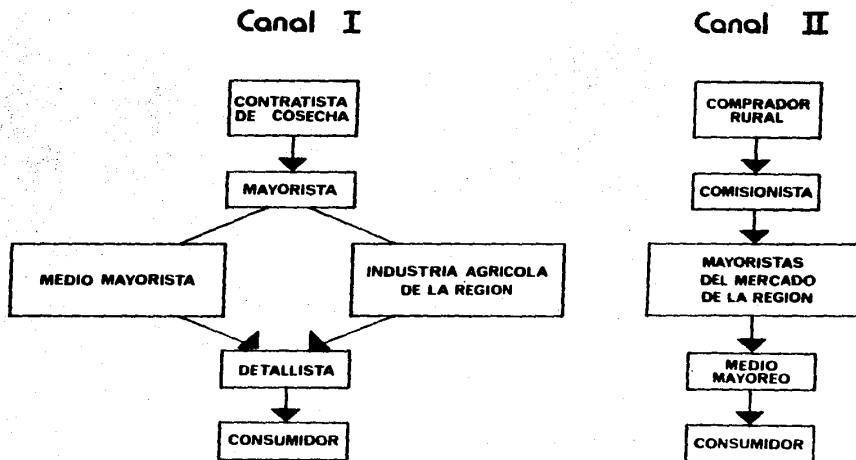 Canal I
CONTRATISTA
DE COSECHA
MAYORISTA
MEDIO MAYORISTA
INDUSTRIA AGRICOLA
DE LA REGION
DETALLISTA
CONSUMIDOR
Canal II
COMPRADOR
RURAL
COMISIONISTA
MAYORISTAS
DEL MERCADO
DE LA REGION
MEDIO
MAYOREO
CONSUMIDOR